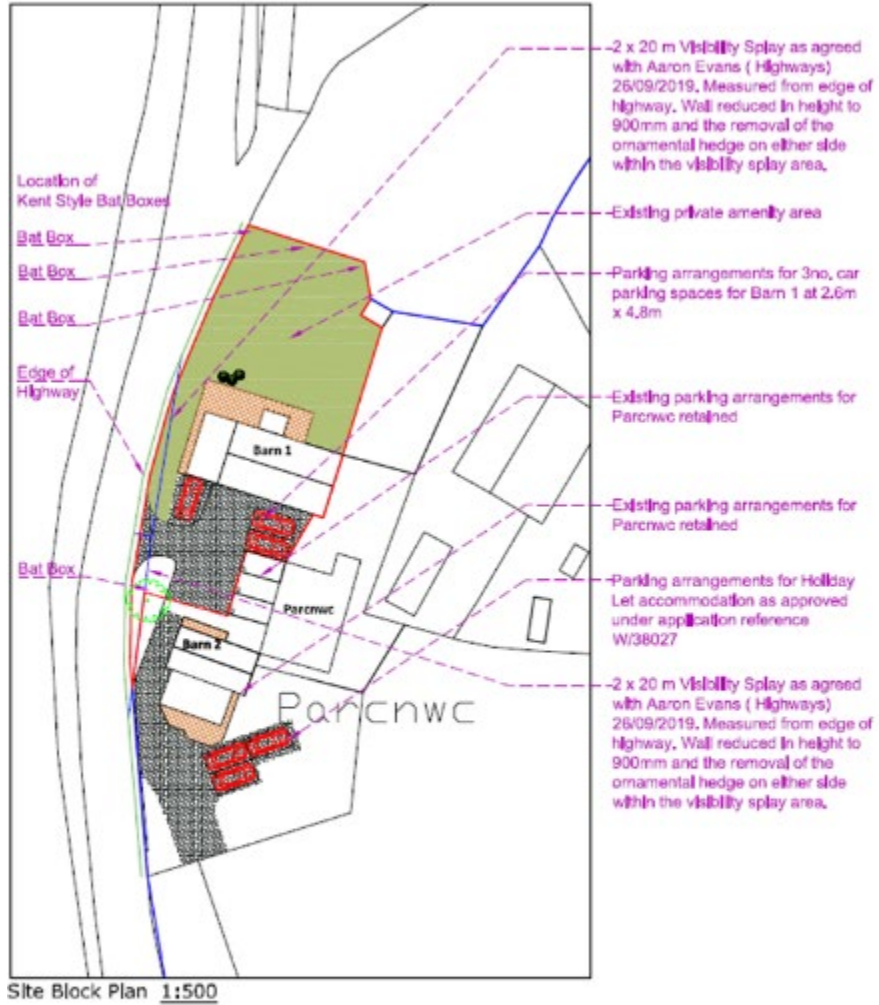 2 x 20 m Visibility Splay as agreed
with Aaron Evans ( Highways)
26/09/2019. Measured from edge of
highway. Wall reduced in height to
900mm and the removal of the
ornamental hedge on either side
within the visibility splay area.
Location of
Kent Style Bat Boxes
Existing private amenity area
Bat Box
Bat Box
Parking arrangements for 3no. car
parking spaces for Barn 1 at 2.6m
x 4.8m
Bat Box
Edge of
Highway
Existing parking arrangements for
Parcnwc retained
Barn 1
Existing parking arrangements for
Parcnwc retained
Bat Box
Parking arrangements for Holiday
Let accommodation as approved
under application reference
W/38027
Parcnwc
Barn 2
2 x 20 m Visibility Splay as agreed
with Aaron Evans ( Highways)
26/09/2019. Measured from edge of
highway. Wall reduced in height to
900mm and the removal of the
ornamental hedge on either side
within the visibility splay area.
Parcnwc
Site Block Plan 1:500